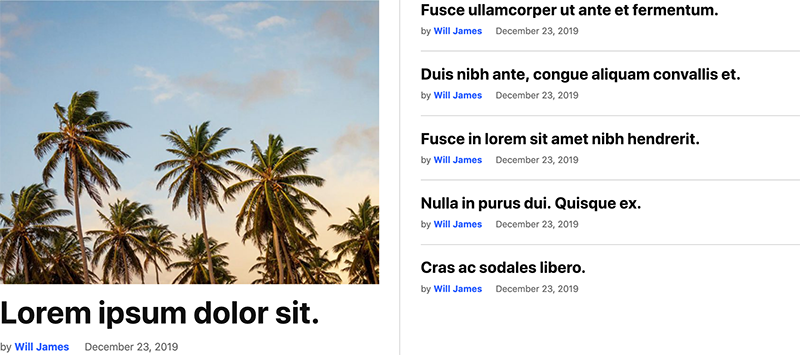 Lorem ipsum dolor sit.
by Will James December 23, 2019
Fusce ullamcorper ut ante et fermentum.
by Will James December 23, 2019
Duis nibh ante, congue aliquam convallis et.
by Will James December 23, 2019
Fusce in lorem sit amet nibh hendrerit.
by Will James December 23, 2019
Nulla in purus dui. Quisque ex.
by Will James December 23, 2019
Cras ac sodales libero.
by Will James December 23, 2019